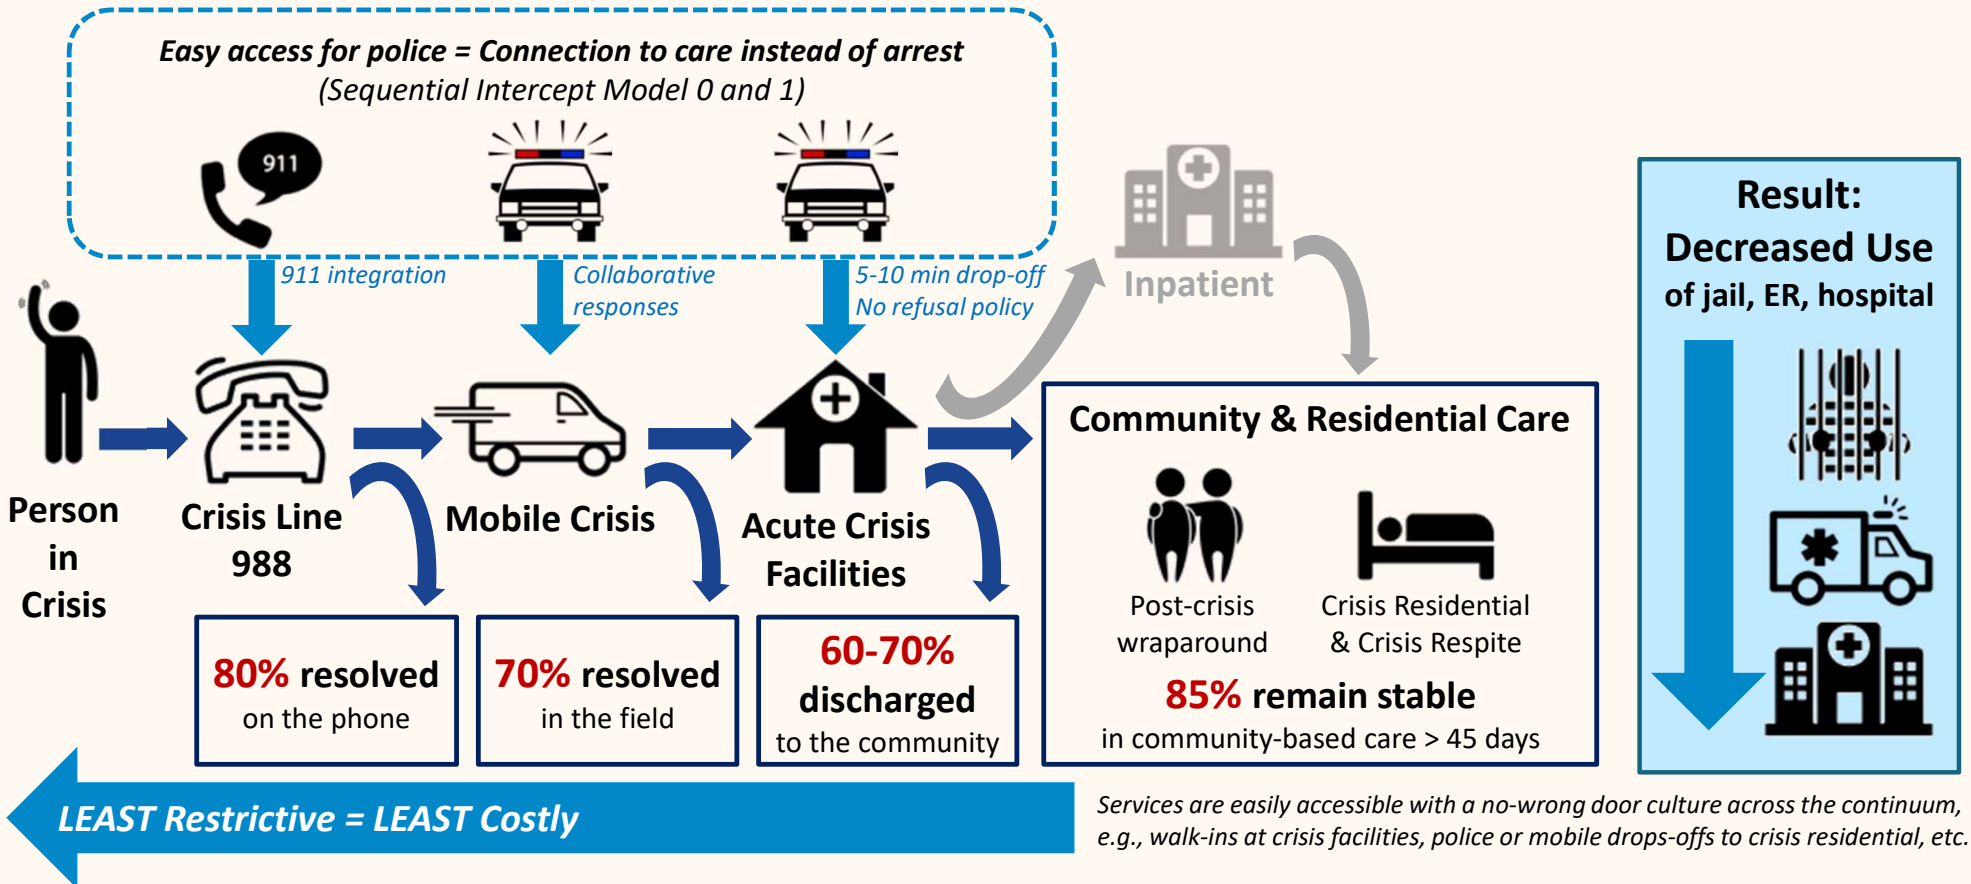 Easy access for police = Connection to care instead of arrest
(Sequential Intercept Model 0 and 1)
911
911 integration
Collaborative
responses
5-10 min drop-off
No refusal policy
Inpatient
Person
in
Crisis
Crisis Line
988
Mobile Crisis
Acute Crisis
Facilities
80% resolved
on the phone
70% resolved
in the field
60-70%
discharged
to the community
Community & Residential Care
Post-crisis
wraparound
Crisis Residential
& Crisis Respite
85% remain stable
in community-based care > 45 days
Result:
Decreased Use
of jail, ER, hospital
LEAST Restrictive = LEAST Costly
Services are easily accessible with a no-wrong door culture across the continuum,
e.g., walk-ins at crisis facilities, police or mobile drops-offs to crisis residential, etc.